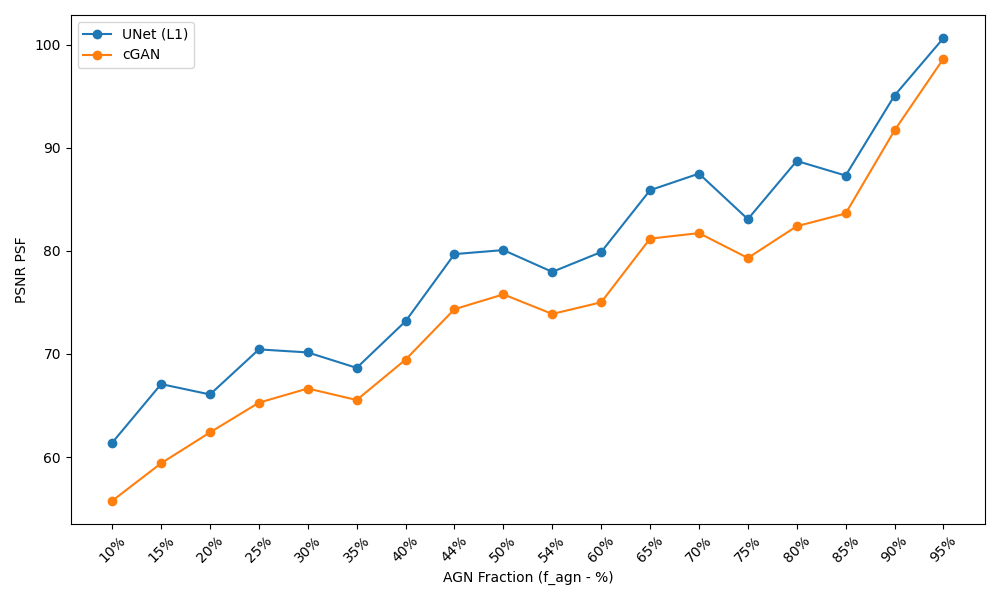 UNet (L1)
cGAN
100
90
80
70
60
PSNR PSF
10% 15% 20% 25% 30% 35% 40% 44% 50% 54% 60% 65% 70% 75% 80% 85% 90% 95%
AGN Fraction (f_agn - %)